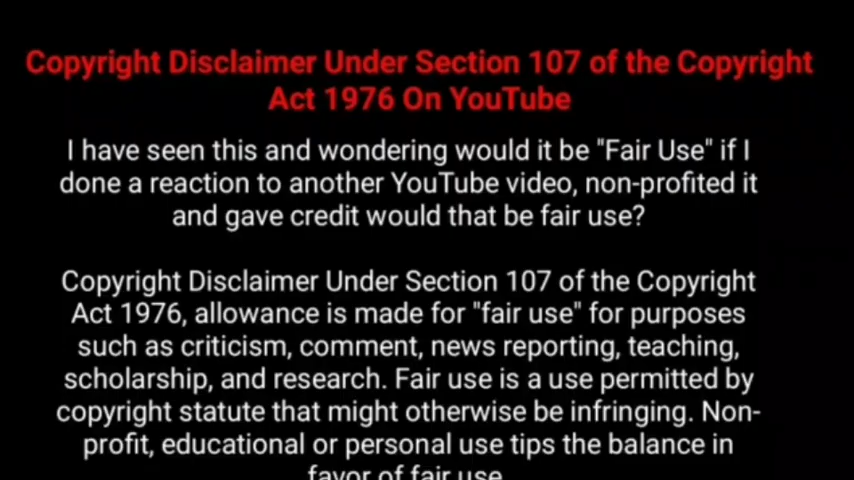 Copyright Disclaimer Under Section 107 of the Copyright
Act 1976 On YouTube
I have seen this and wondering would it be "Fair Use" if I
done a reaction to another YouTube video, non-profited it
and gave credit would that be fair use?
Copyright Disclaimer Under Section 107 of the Copyright
Act 1976, allowance is made for "fair use" for purposes
such as criticism, comment, news reporting, teaching,
scholarship, and research. Fair use is a use permitted by
copyright statute that might otherwise be infringing. Non-
profit, educational or personal use tips the balance in
favor of fair use